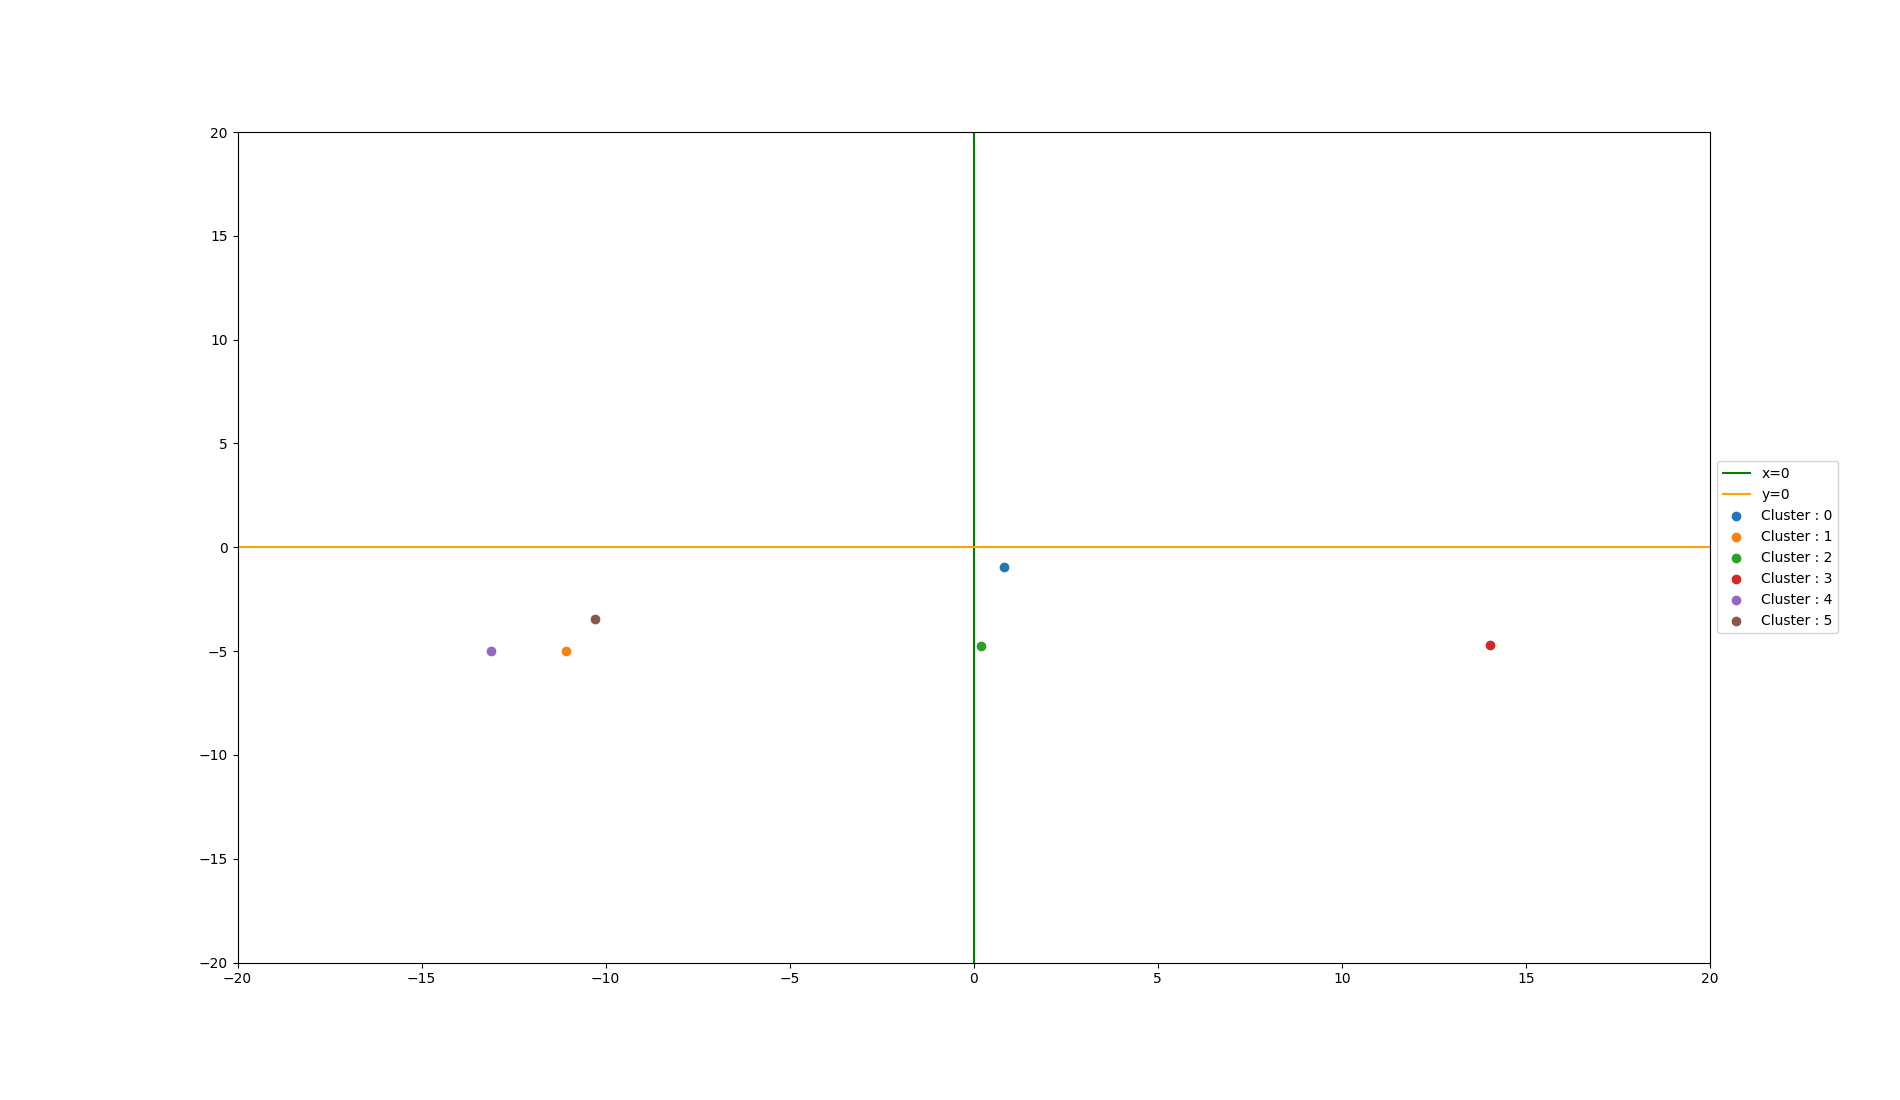 20
15
10
5
0
−5
−10
−15
−20
−20 −15 −10 −5 0 5 10 15 20
x=0
y=0
Cluster : 0
Cluster : 1
Cluster : 2
Cluster : 3
Cluster : 4
Cluster : 5